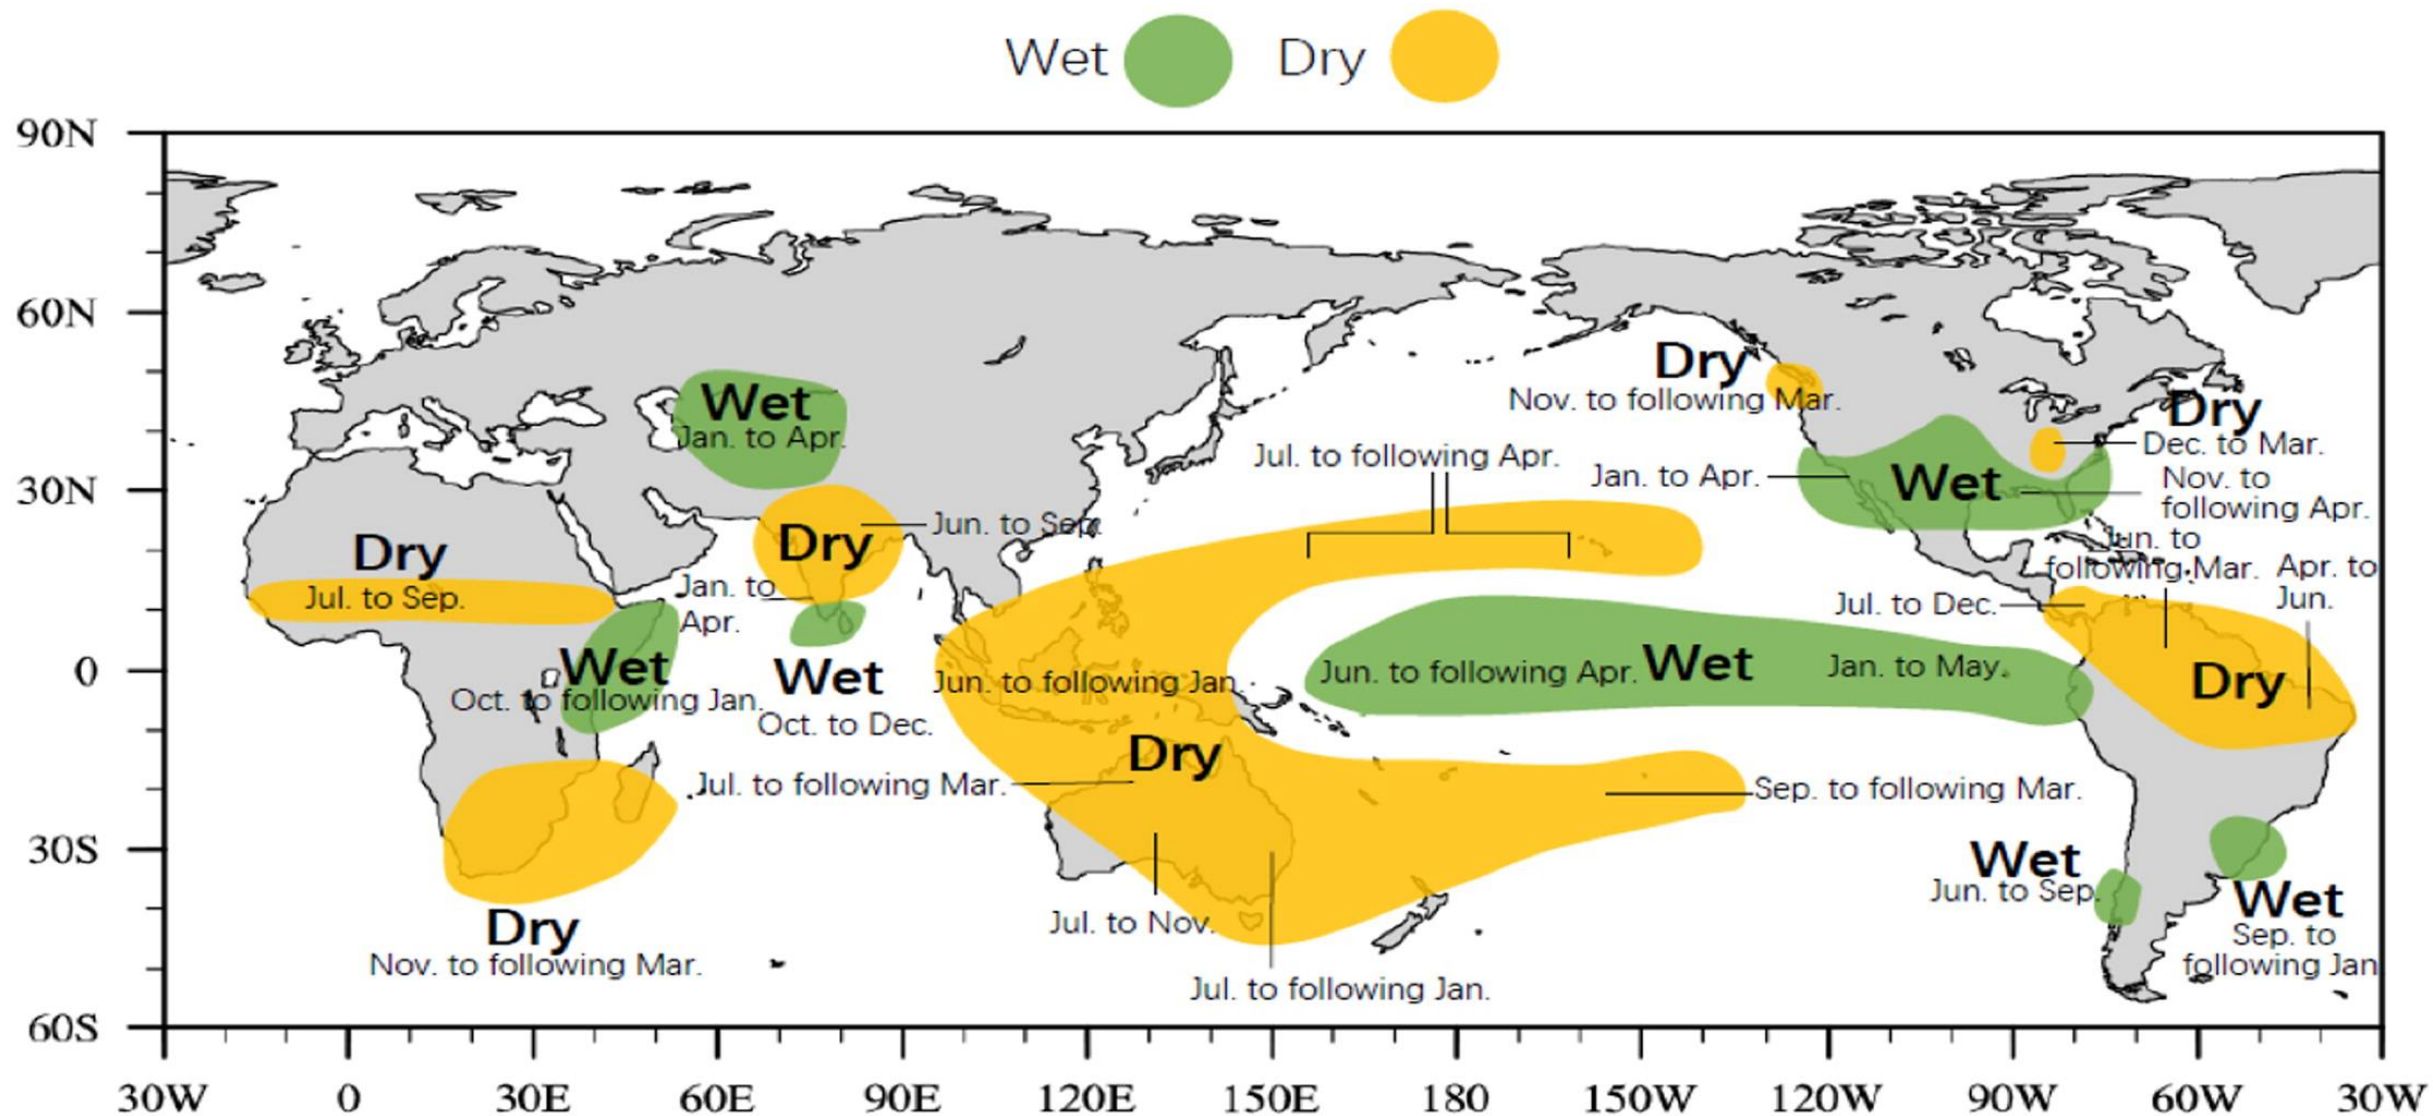 Wet Dry
90N
60N
30N
0
30S
60S
Wet
Jan. to Apr.
Dry
Jun. to Sep.
Dry
Jul. to Sep.
Jan. to
Apr.
Wet
Oct. to following Jan.
Wet
Oct. to Dec.
Dry
Nov. to following Mar.
Jul. to following Apr.
Jun. to following Jan.
Dry
Jul. to following Mar.
Jul. to Nov.
Jul. to following Jan.
Sep. to following Mar.
Jun. to following Apr. Wet Jan. to May.
Dry
Nov. to following Mar.
Jan. to Apr.
Wet
Dry
Dec. to Mar.
Nov. to
following Apr.
Jun. to
following Mar.
Apr. to
Jun.
Jul. to Dec.
Dry
Wet
Jun. to Sep.
Wet
Sep. to
following Jan
30W 0 30E 60E 90E 120E 150E 180 150W 120W 90W 60W 30W